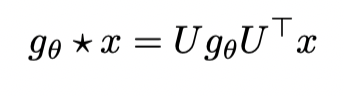 g_θ ⋆ x = U g_θ U^⊤ x